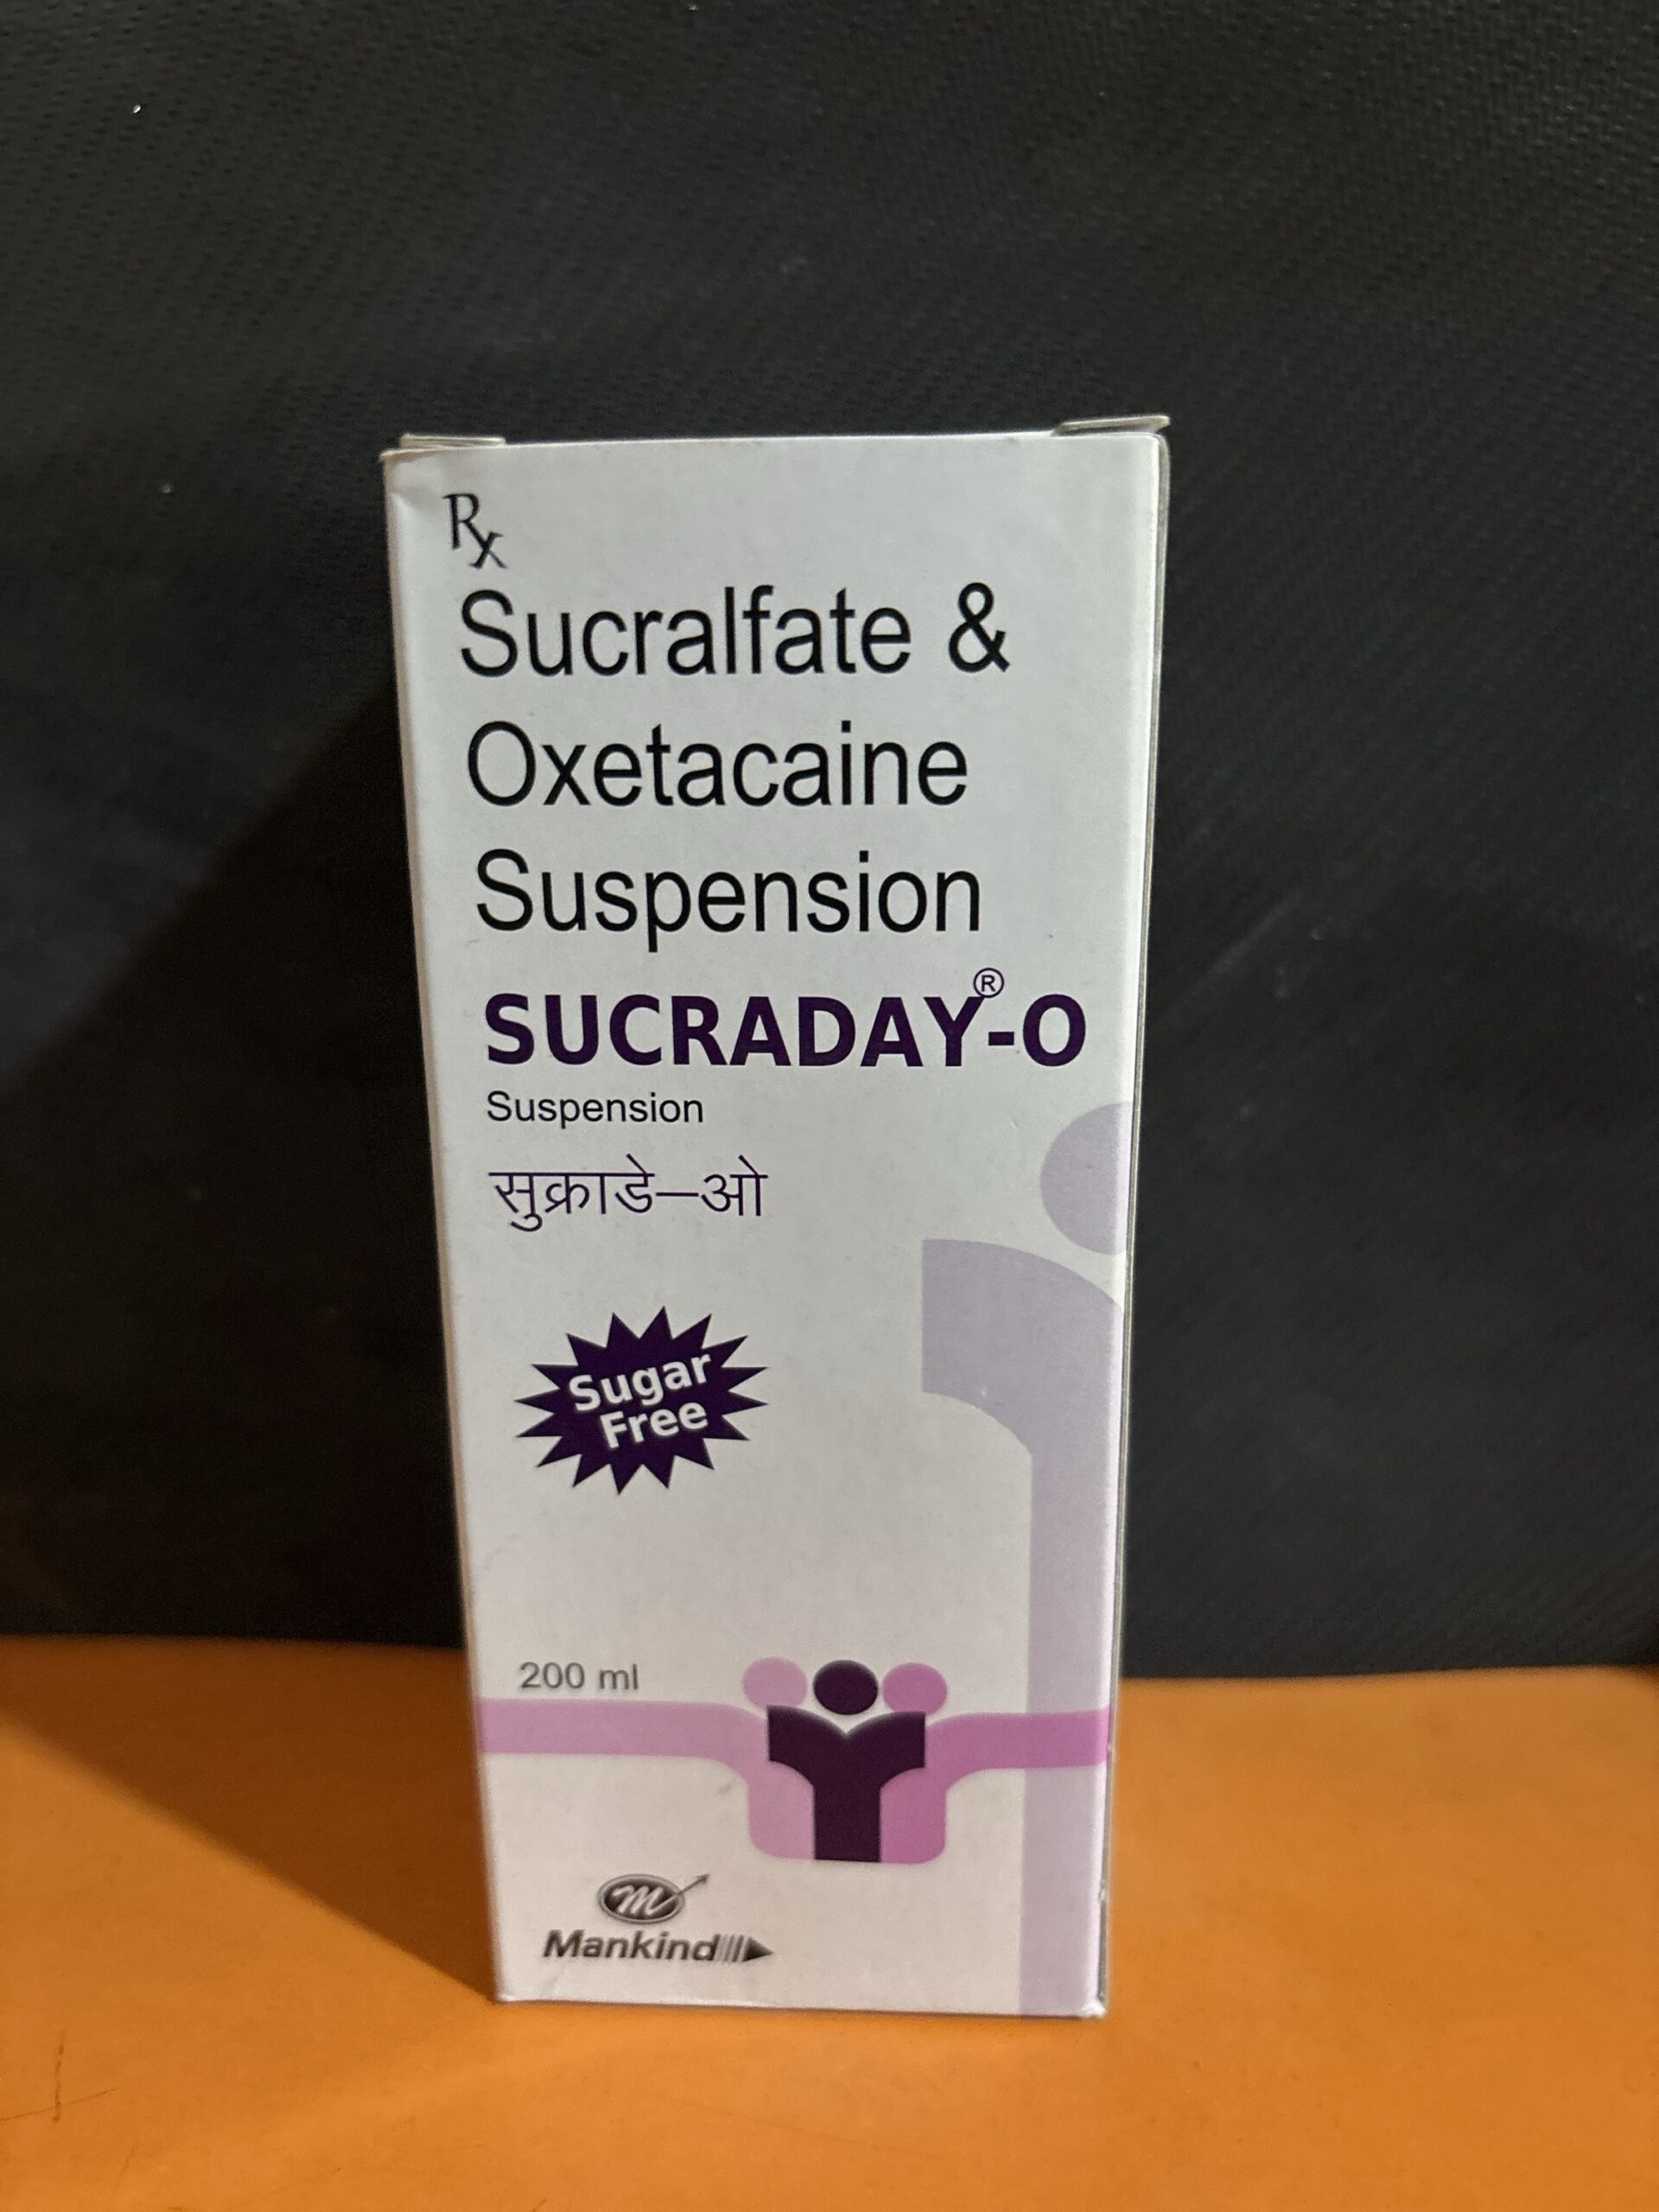 Rx
Sucralfate &
Oxetacaine
Suspension
SUCRADAY®-O
Suspension
सुक्राडे–ओ
Sugar
Free
200 ml
m
Mankind